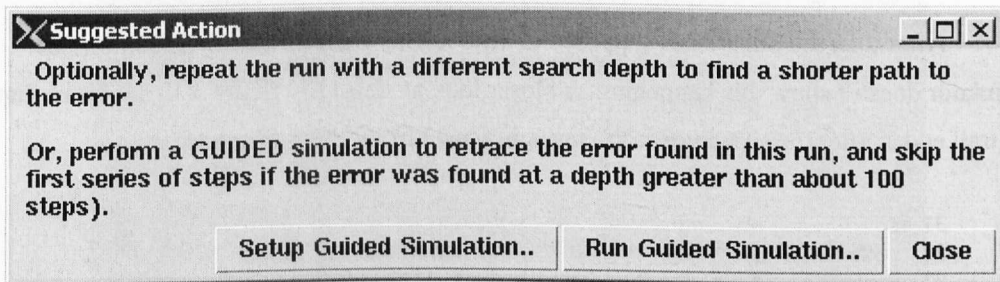 Suggested Action
Optionally, repeat the run with a different search depth to find a shorter path to
the error.
Or, perform a GUIDED simulation to retrace the error found in this run, and skip the
first series of steps if the error was found at a depth greater than about 100
steps).
Setup Guided Simulation.. Run Guided Simulation.. Close